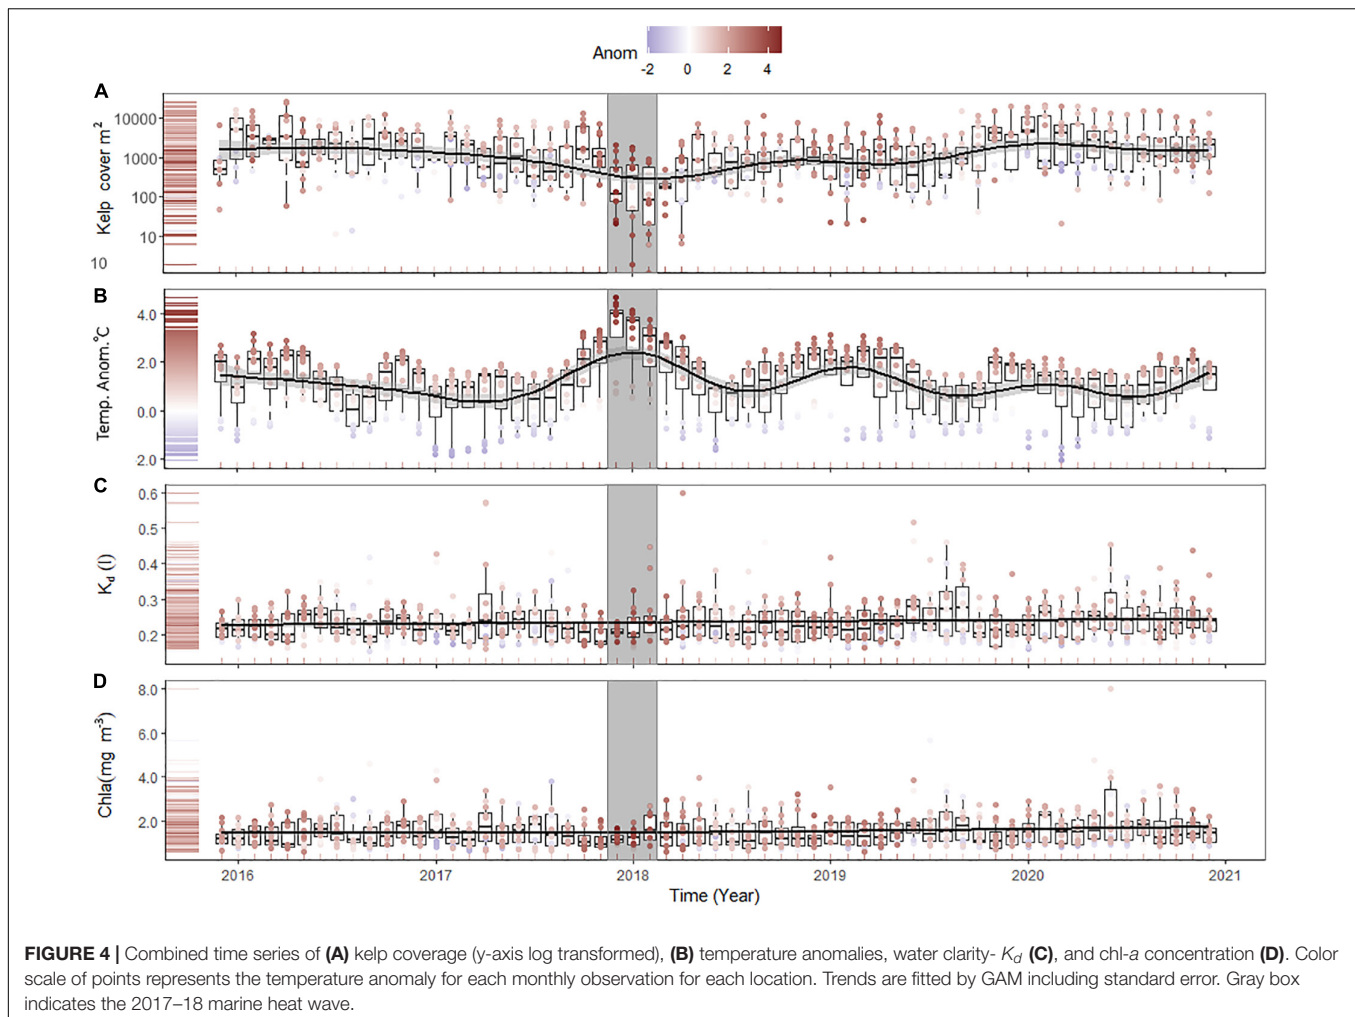 Anom
-2 0 2 4
A
Kelp cover m²
10000
1000
100
10
10
B
Temp. Anom.°C
4.0
2.0
0.0
2.0
C
K_d (l)
0.6
0.5
0.4
0.3
0.2
D
Chla(mg m⁻³)
8.0
6.0
4.0
2.0
2016 2017 2018 2019 2020 2021
Time (Year)
FIGURE 4 | Combined time series of (A) kelp coverage (y-axis log transformed), (B) temperature anomalies, water clarity- K_d (C), and chl-a concentration (D). Color
scale of points represents the temperature anomaly for each monthly observation for each location. Trends are fitted by GAM including standard error. Gray box
indicates the 2017–18 marine heat wave.